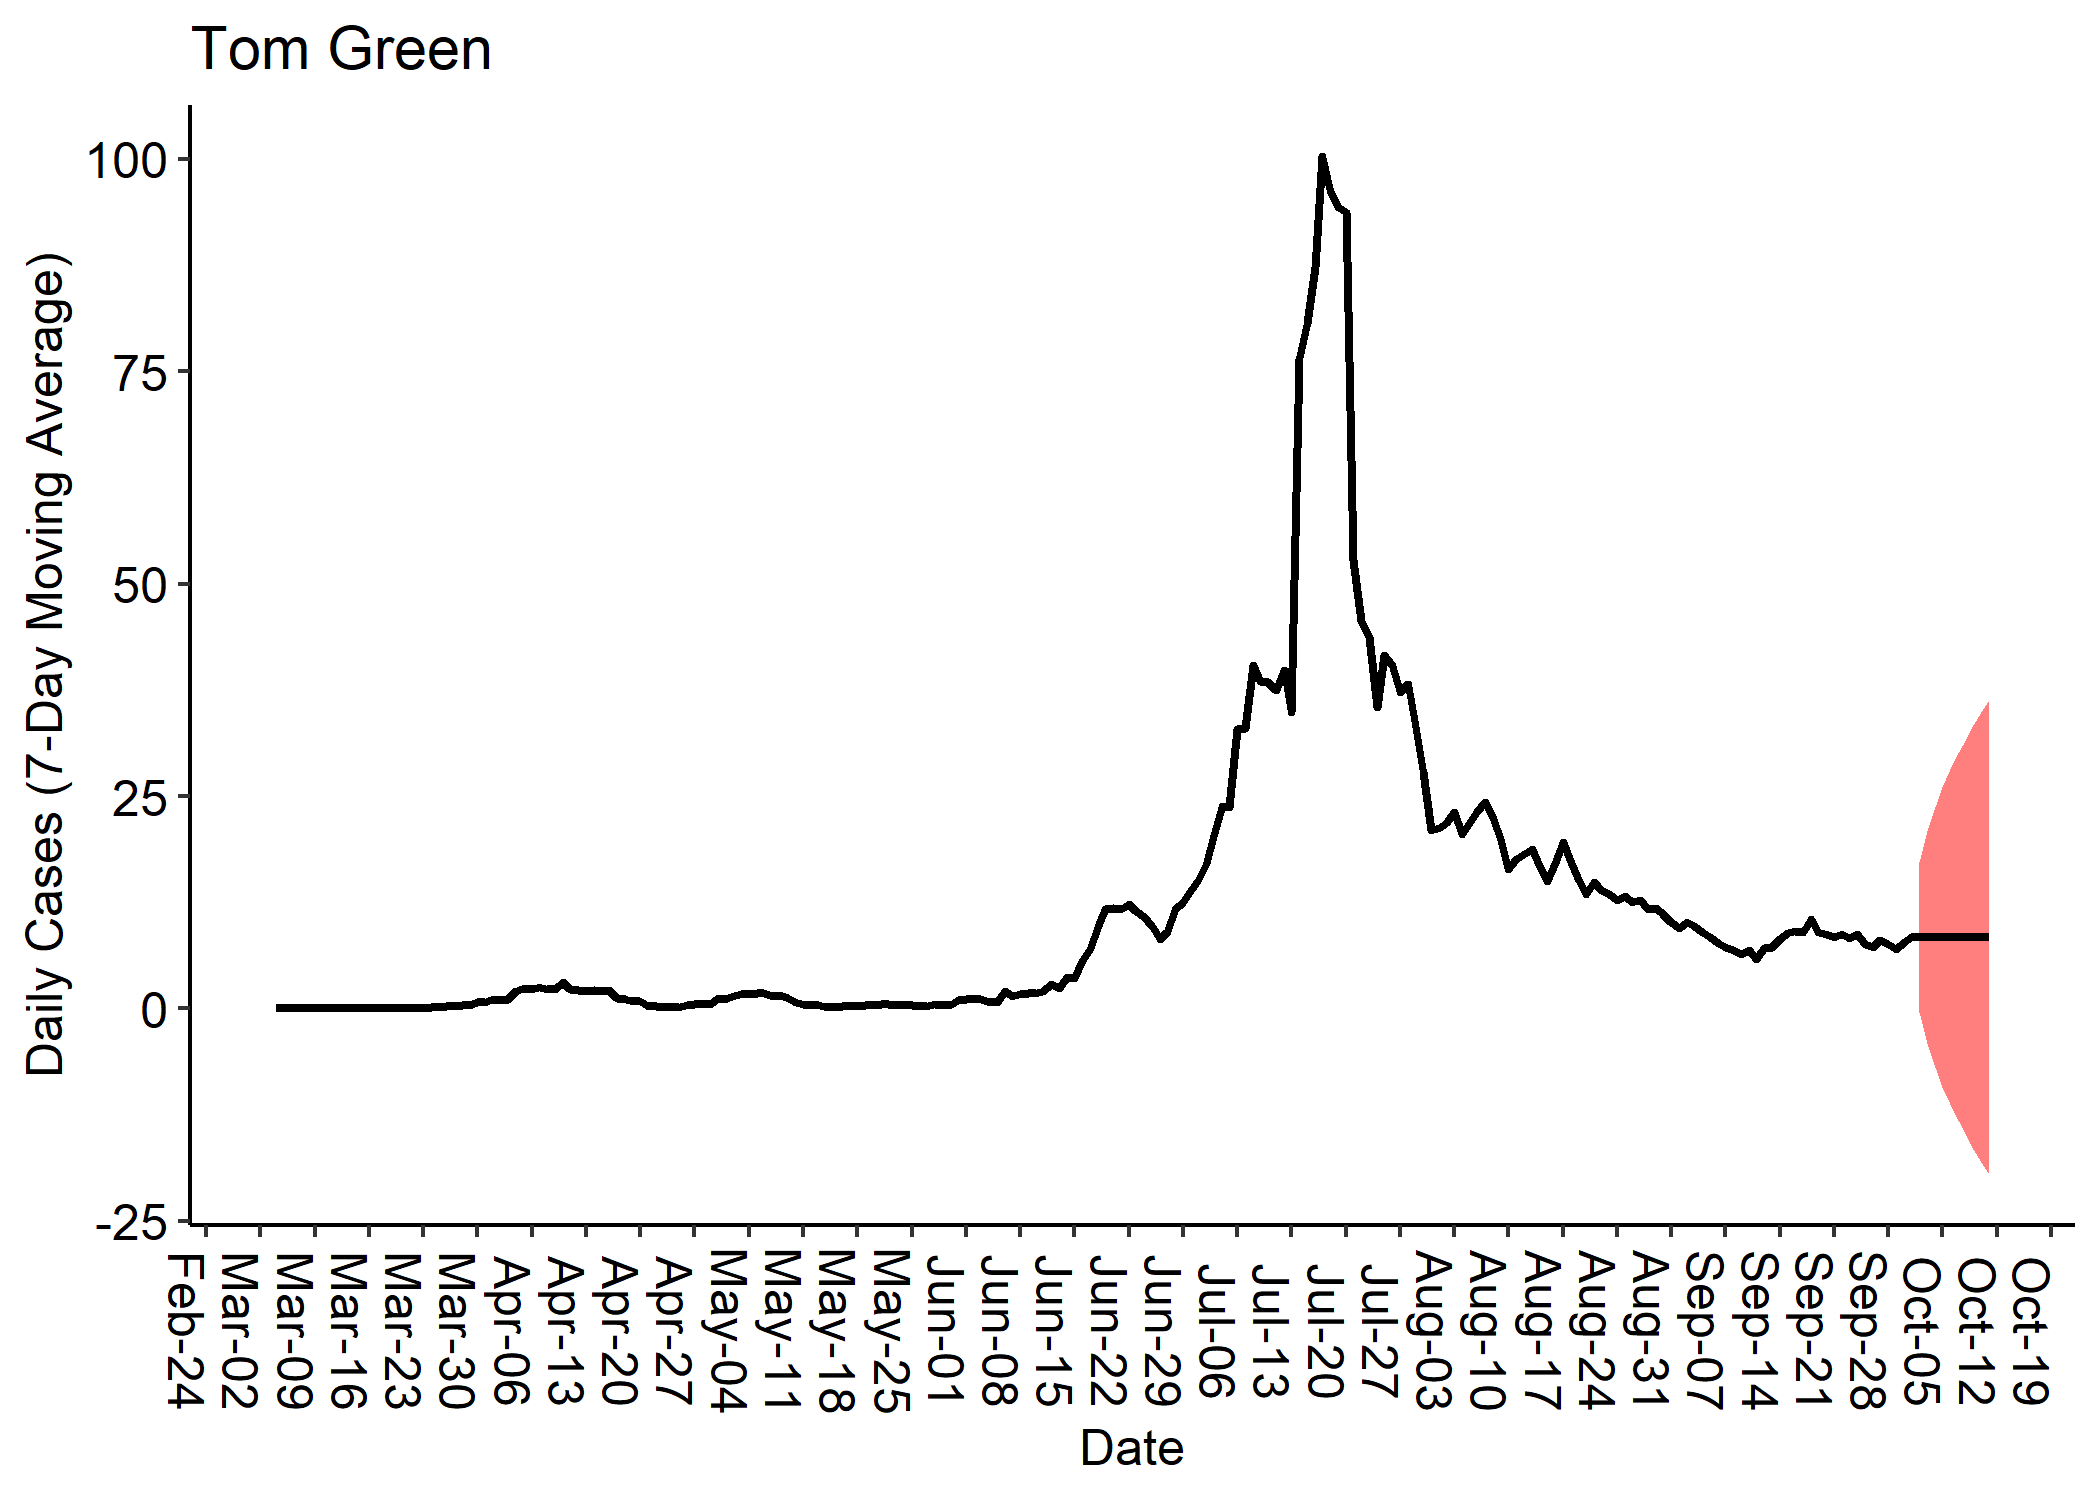 Tom Green
Daily Cases (7-Day Moving Average)
100
75
50
25
0
-25
Feb-24
Mar-02
Mar-09
Mar-16
Mar-23
Mar-30
Apr-06
Apr-13
Apr-20
Apr-27
May-04
May-11
May-18
May-25
Jun-01
Jun-08
Jun-15
Jun-22
Jun-29
Jul-06
Jul-13
Jul-20
Jul-27
Aug-03
Aug-10
Aug-17
Aug-24
Aug-31
Sep-07
Sep-14
Sep-21
Sep-28
Oct-05
Oct-12
Oct-19
Date